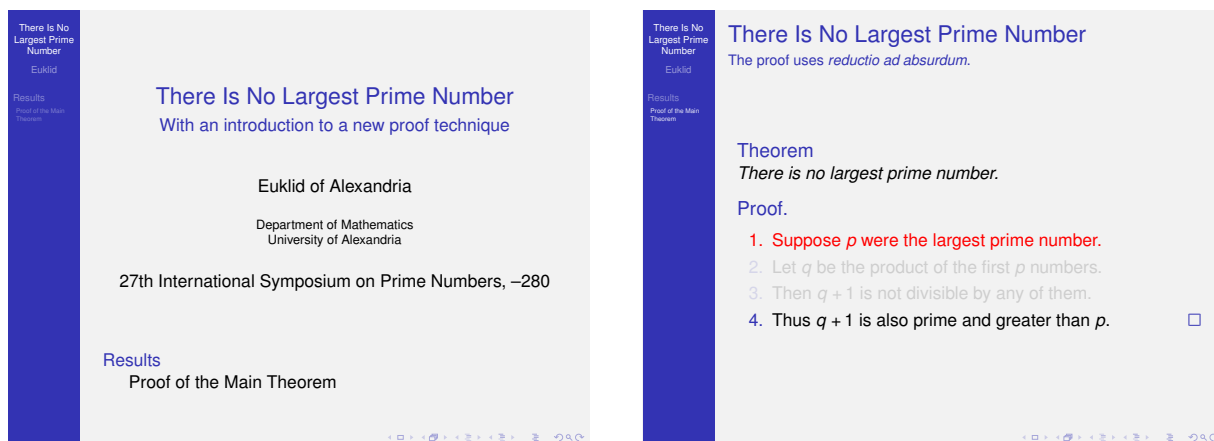 There Is No
Largest Prime
Number
Euklid
Results
Proof of the Main
Theorem
There Is No Largest Prime Number
With an introduction to a new proof technique
Euklid of Alexandria
Department of Mathematics
University of Alexandria
27th International Symposium on Prime Numbers, –280
Results
Proof of the Main Theorem
There Is No
Largest Prime
Number
Euklid
Results
Proof of the Main
Theorem
There Is No Largest Prime Number
The proof uses reductio ad absurdum.
Theorem
There is no largest prime number.
Proof.
1. Suppose p were the largest prime number.
2. Let q be the product of the first p numbers.
3. Then q + 1 is not divisible by any of them.
4. Thus q + 1 is also prime and greater than p.